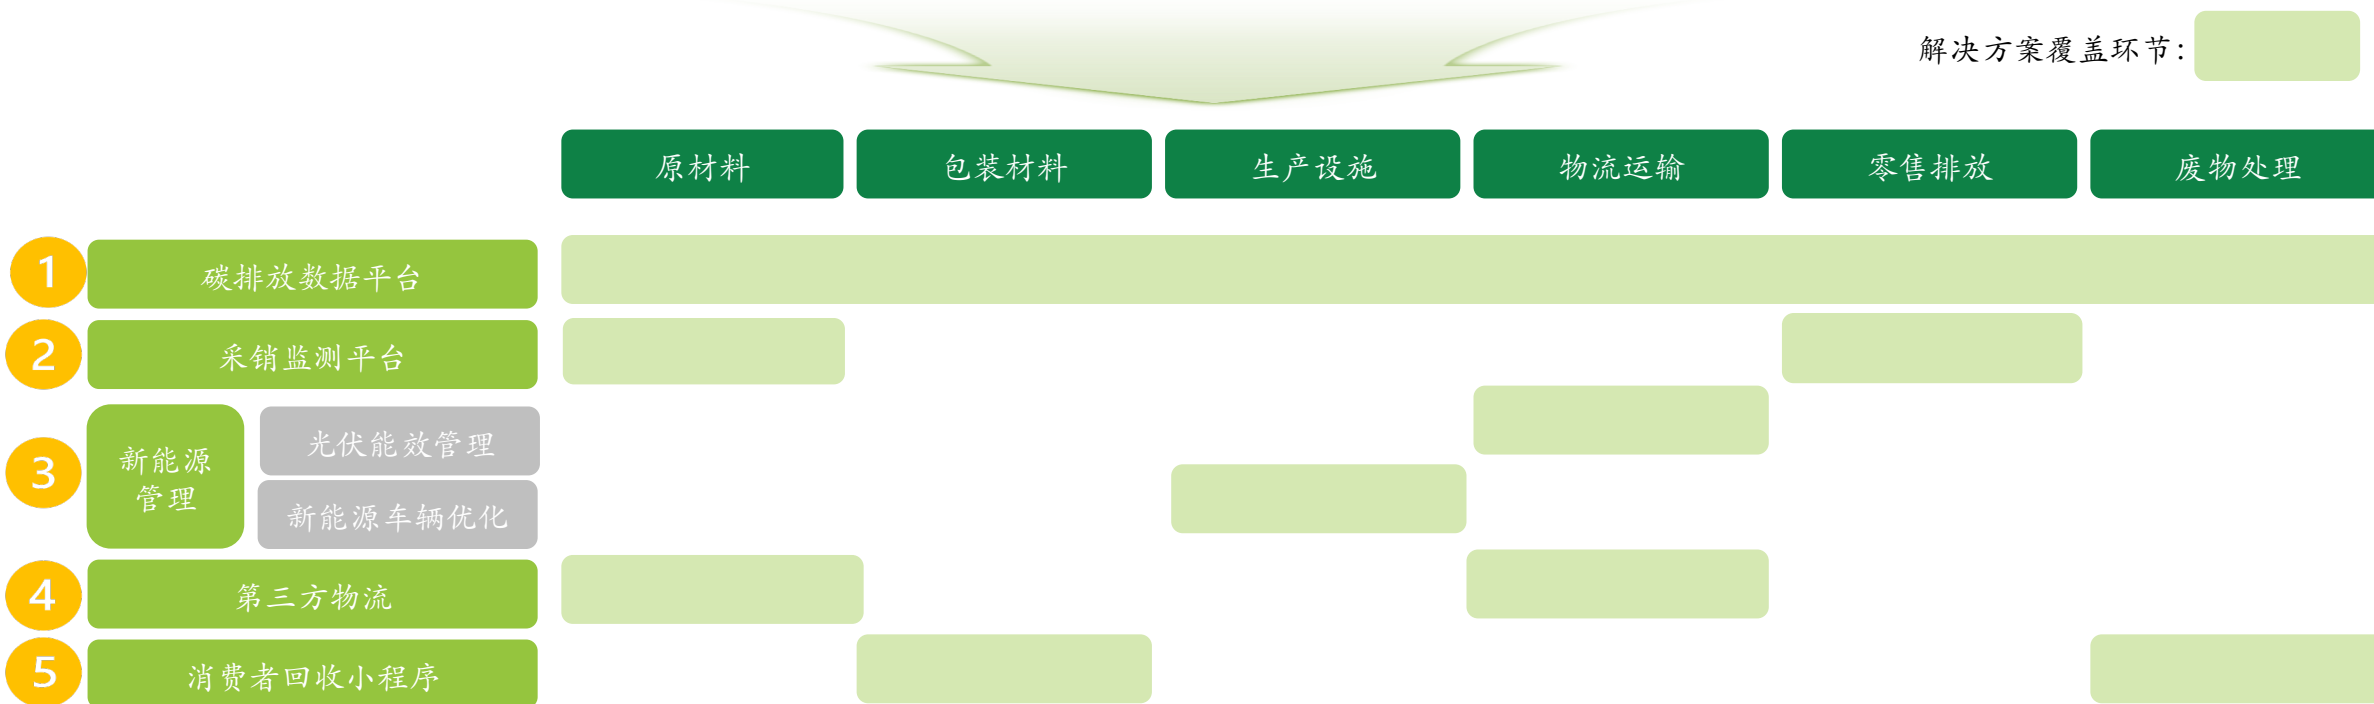 解决方案覆盖环节：
原材料 包装材料 生产设施 物流运输 零售排放 废物处理
1 碳排放数据平台
2 采销监测平台
3 新能源
管理
光伏能效管理
新能源车辆优化
4 第三方物流
5 消费者回收小程序